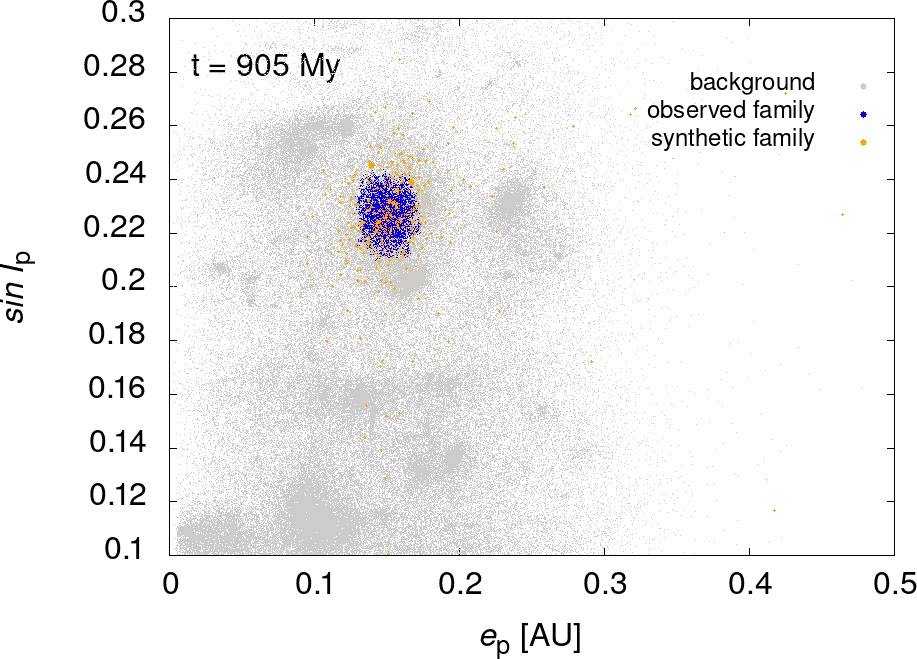 0.3
0.28
0.26
0.24
0.22
0.2
0.18
0.16
0.14
0.12
0.1
sin Ip
t = 905 My
background
observed family
synthetic family
0 0.1 0.2 0.3 0.4 0.5
ep [AU]